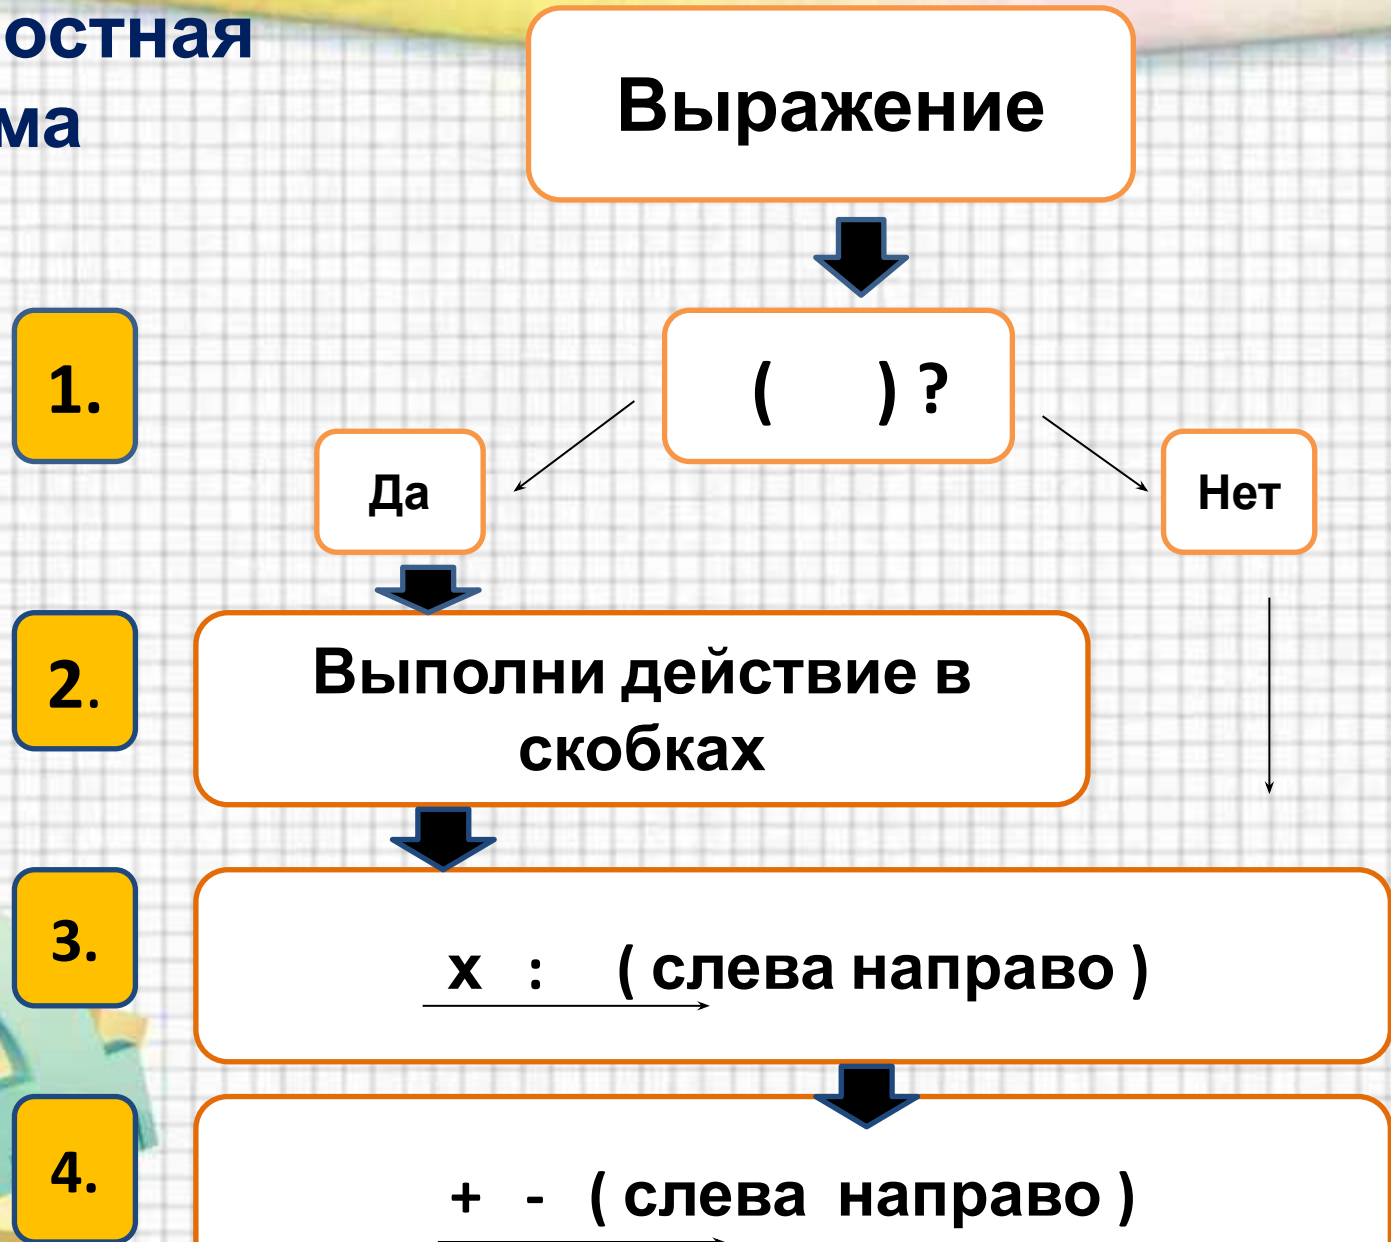 остная
ма
Выражение
1.
( ) ?
Да
Нет
2.
Выполни действие в
скобках
3.
х : ( слева направо )
4.
+ - ( слева направо )